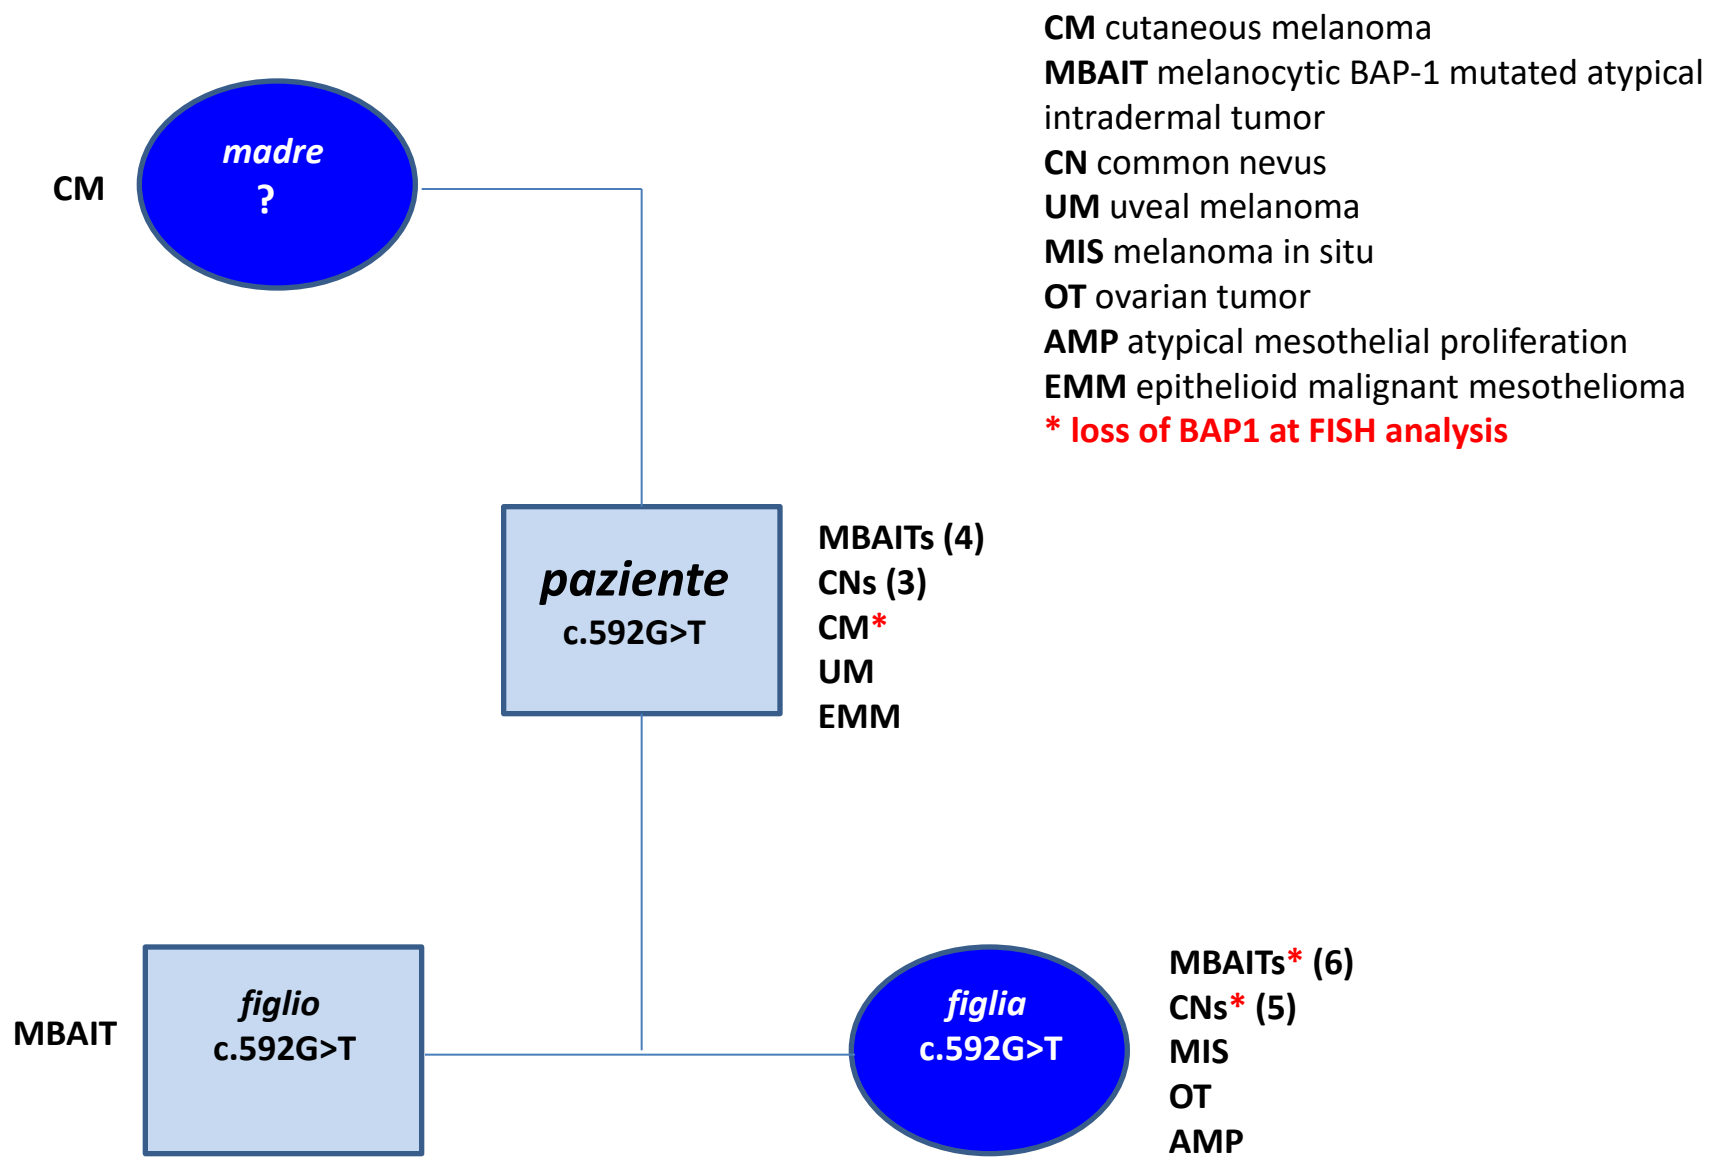 CM cutaneous melanoma
MBAIT melanocytic BAP-1 mutated atypical
intradermal tumor
CN common nevus
UM uveal melanoma
MIS melanoma in situ
OT ovarian tumor
AMP atypical mesothelial proliferation
EMM epithelioid malignant mesothelioma
* loss of BAP1 at FISH analysis
CM
madre
?
paziente
c.592G>T
MBAITs (4)
CNs (3)
CM*
UM
EMM
MBAIT
figlio
c.592G>T
figlia
c.592G>T
MBAITs* (6)
CNs* (5)
MIS
OT
AMP